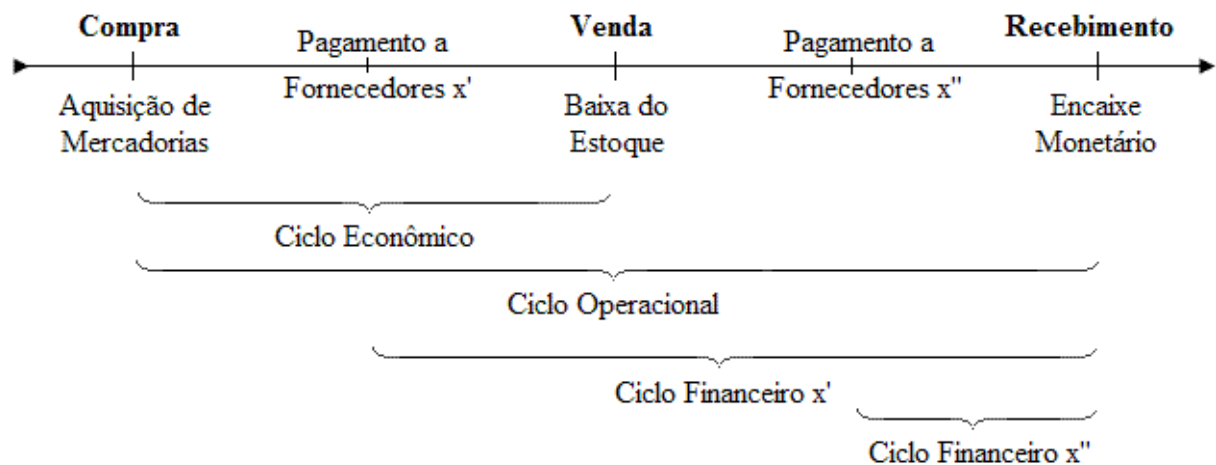 Compra
Pagamento a
Venda
Pagamento a
Recebimento
Fornecedores x'
Fornecedores x"
Aquisição de
Mercadorias
Baixa do
Estoque
Encaixe
Monetário
Ciclo Econômico
Ciclo Operacional
Ciclo Financeiro x'
Ciclo Financeiro x"